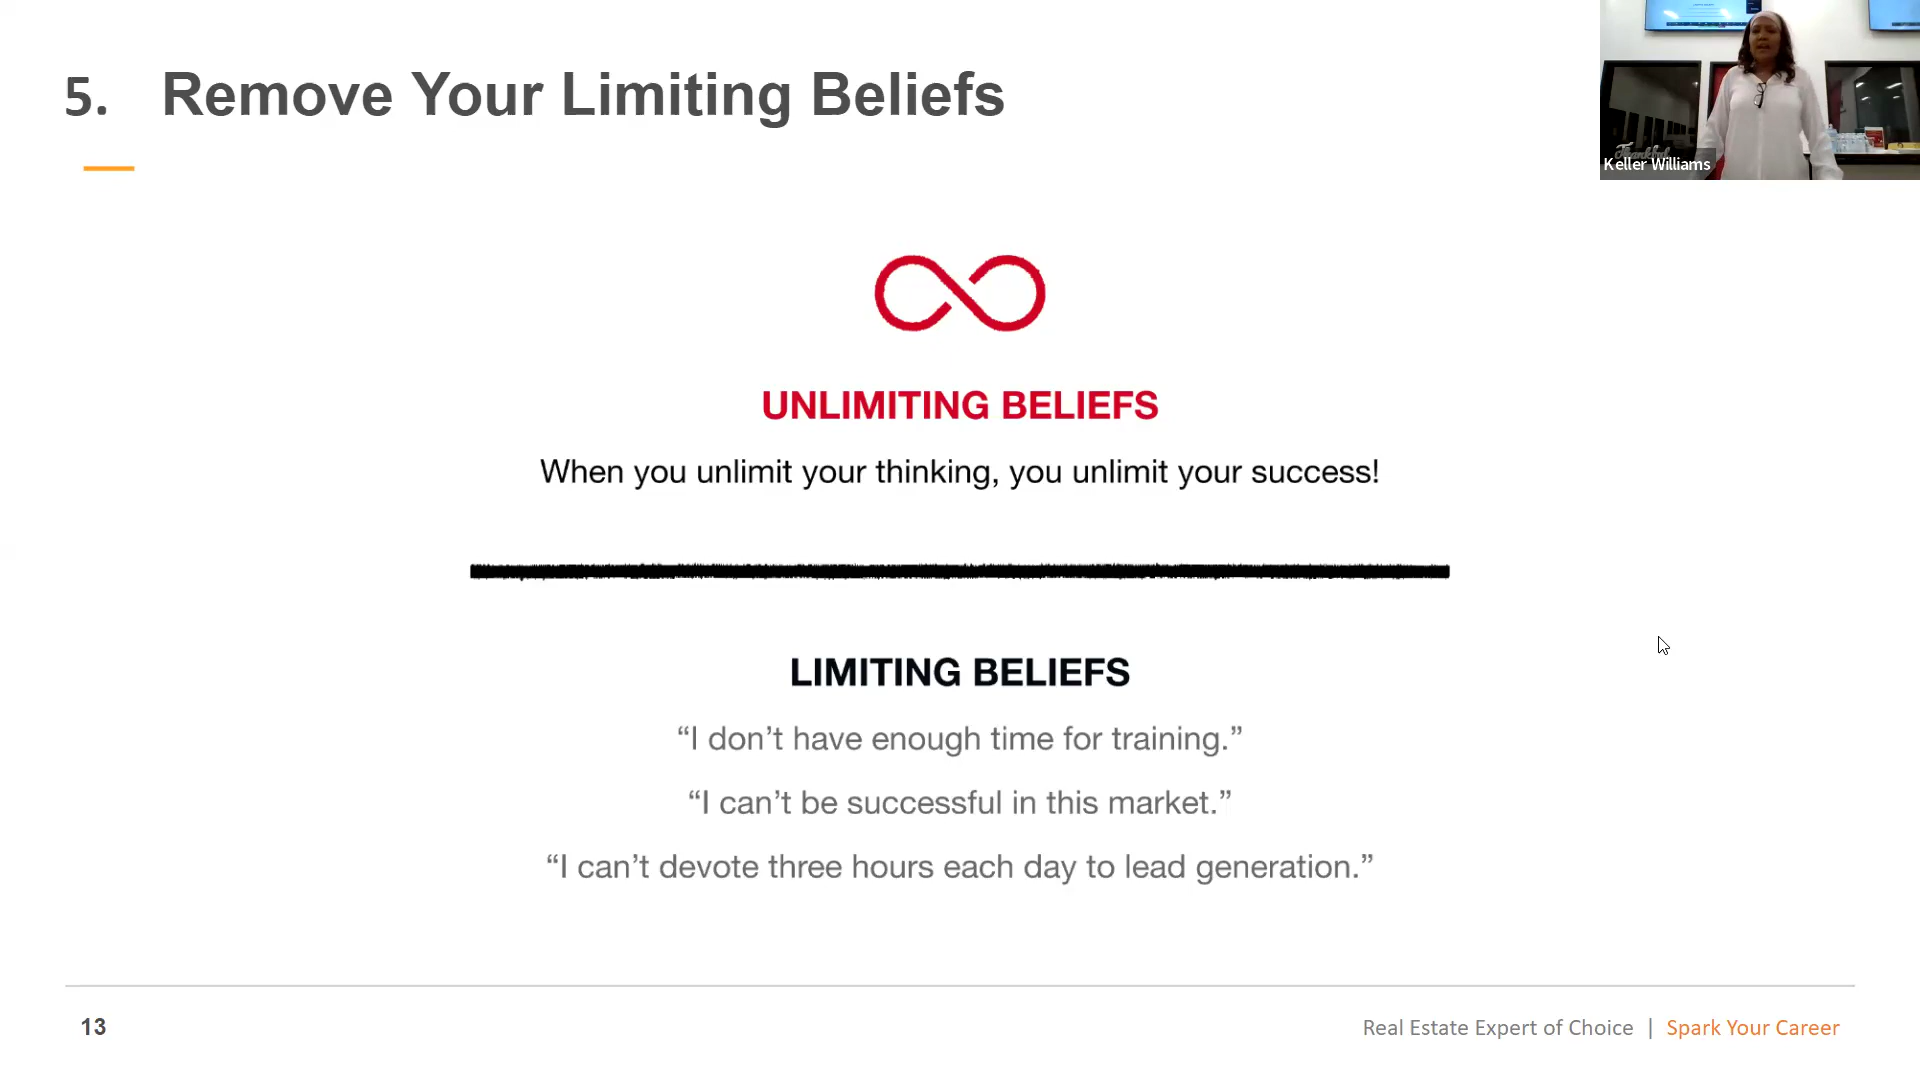 5. Remove Your Limiting Beliefs
Thankful
Keller Williams
UNLIMITING BELIEFS
When you unlimit your thinking, you unlimit your success!
LIMITING BELIEFS
“I don’t have enough time for training.”
“I can’t be successful in this market.”
“I can’t devote three hours each day to lead generation.”
13
Real Estate Expert of Choice | Spark Your Career